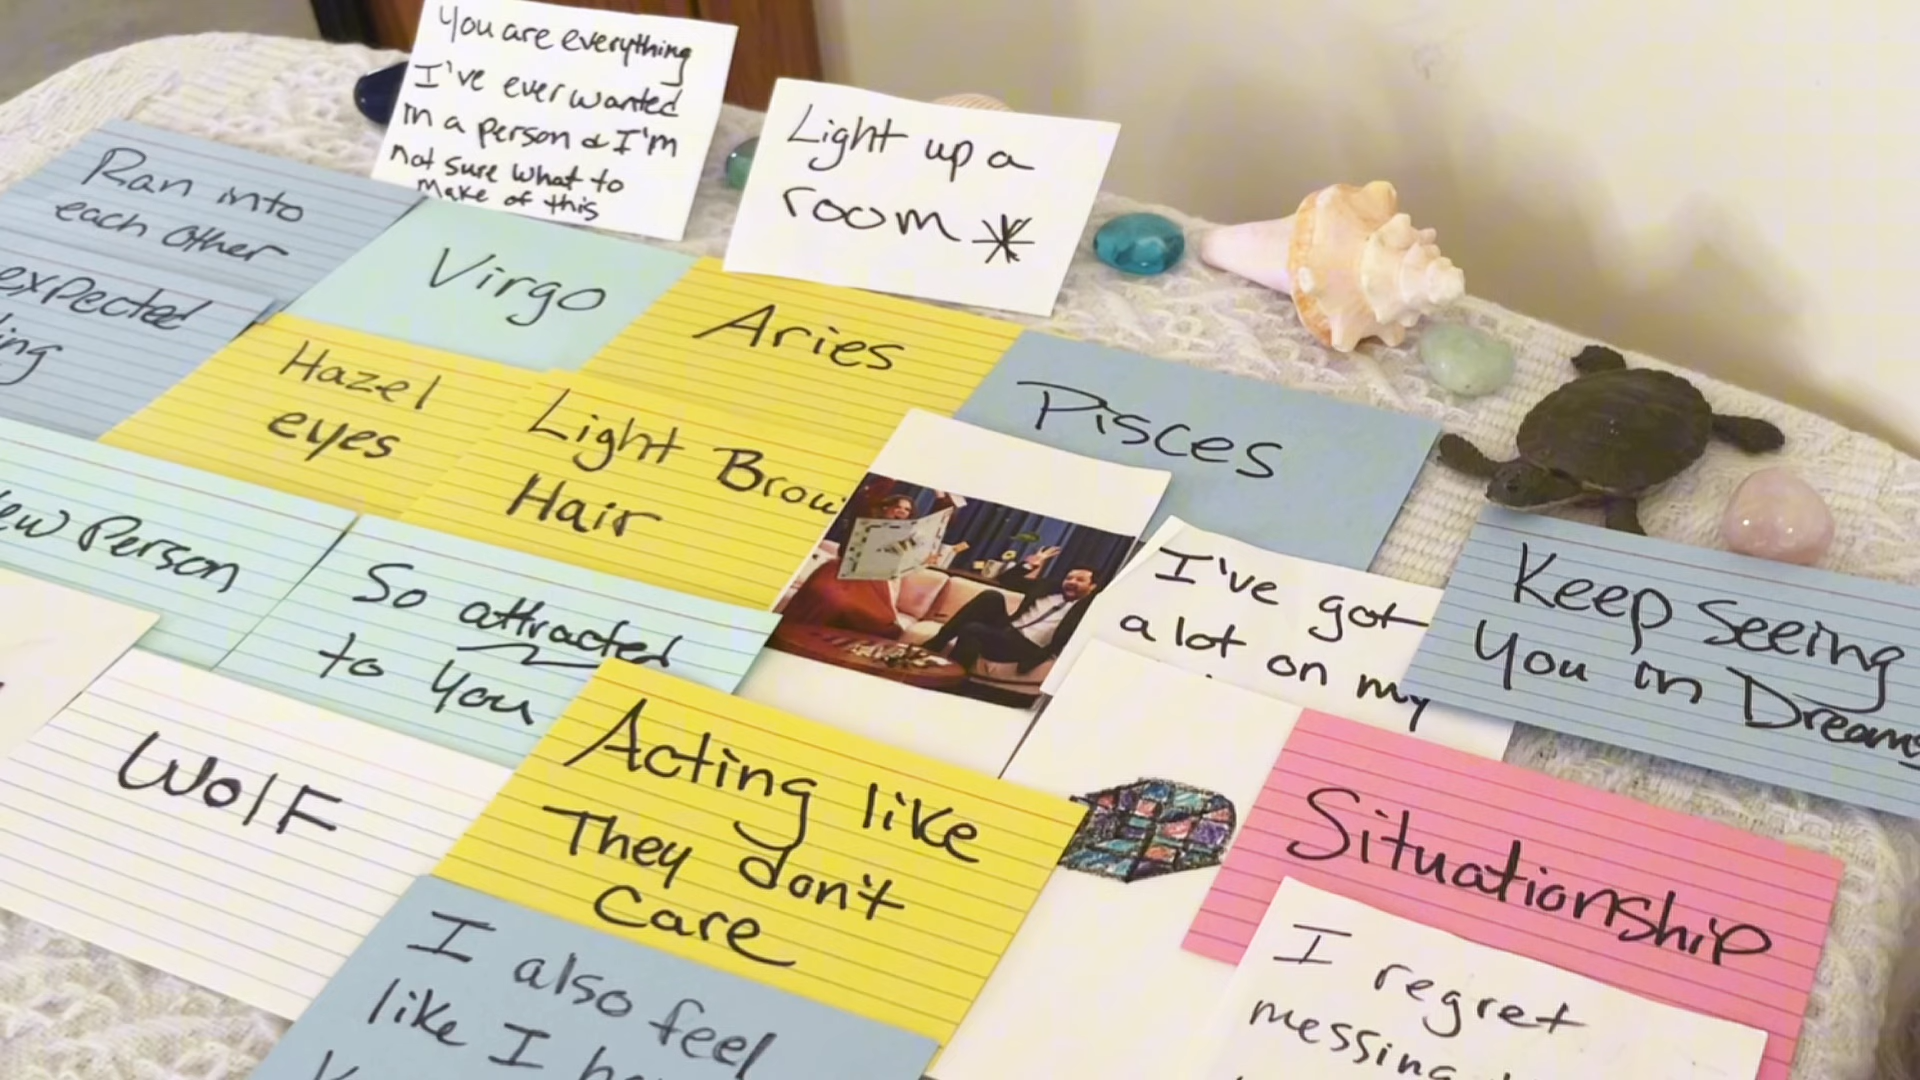 You are everything
I've ever wanted
in a person & I'm
not sure what to
make of this
Light up a
room *
Ran into
each other
expected
Virgo
Aries
Pisces
Hazel
eyes
Light Brow
Hair
Person
So attracted
to you
I've got
a lot on my
Keep seeing
You in Dreams
Wolf
Acting like
They don't
care
Situationship
I also feel
like I
I regret
messing